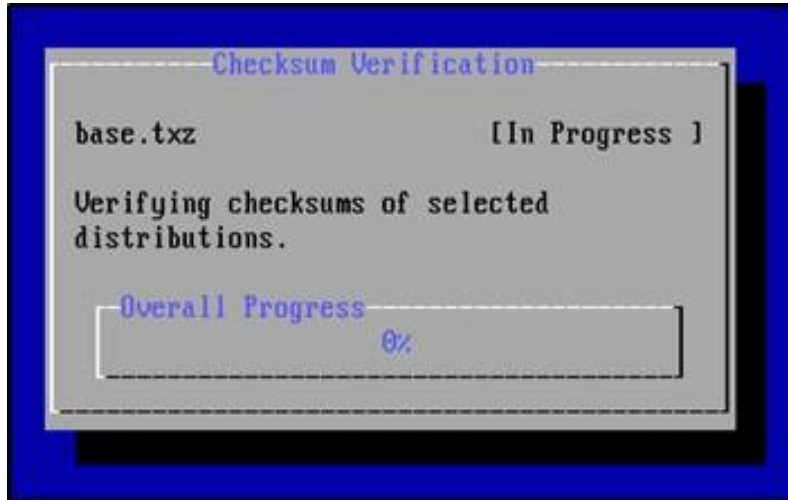 Checksum Verification
base.txz [In Progress ]
Verifying checksums of selected
distributions.
Overall Progress
0%